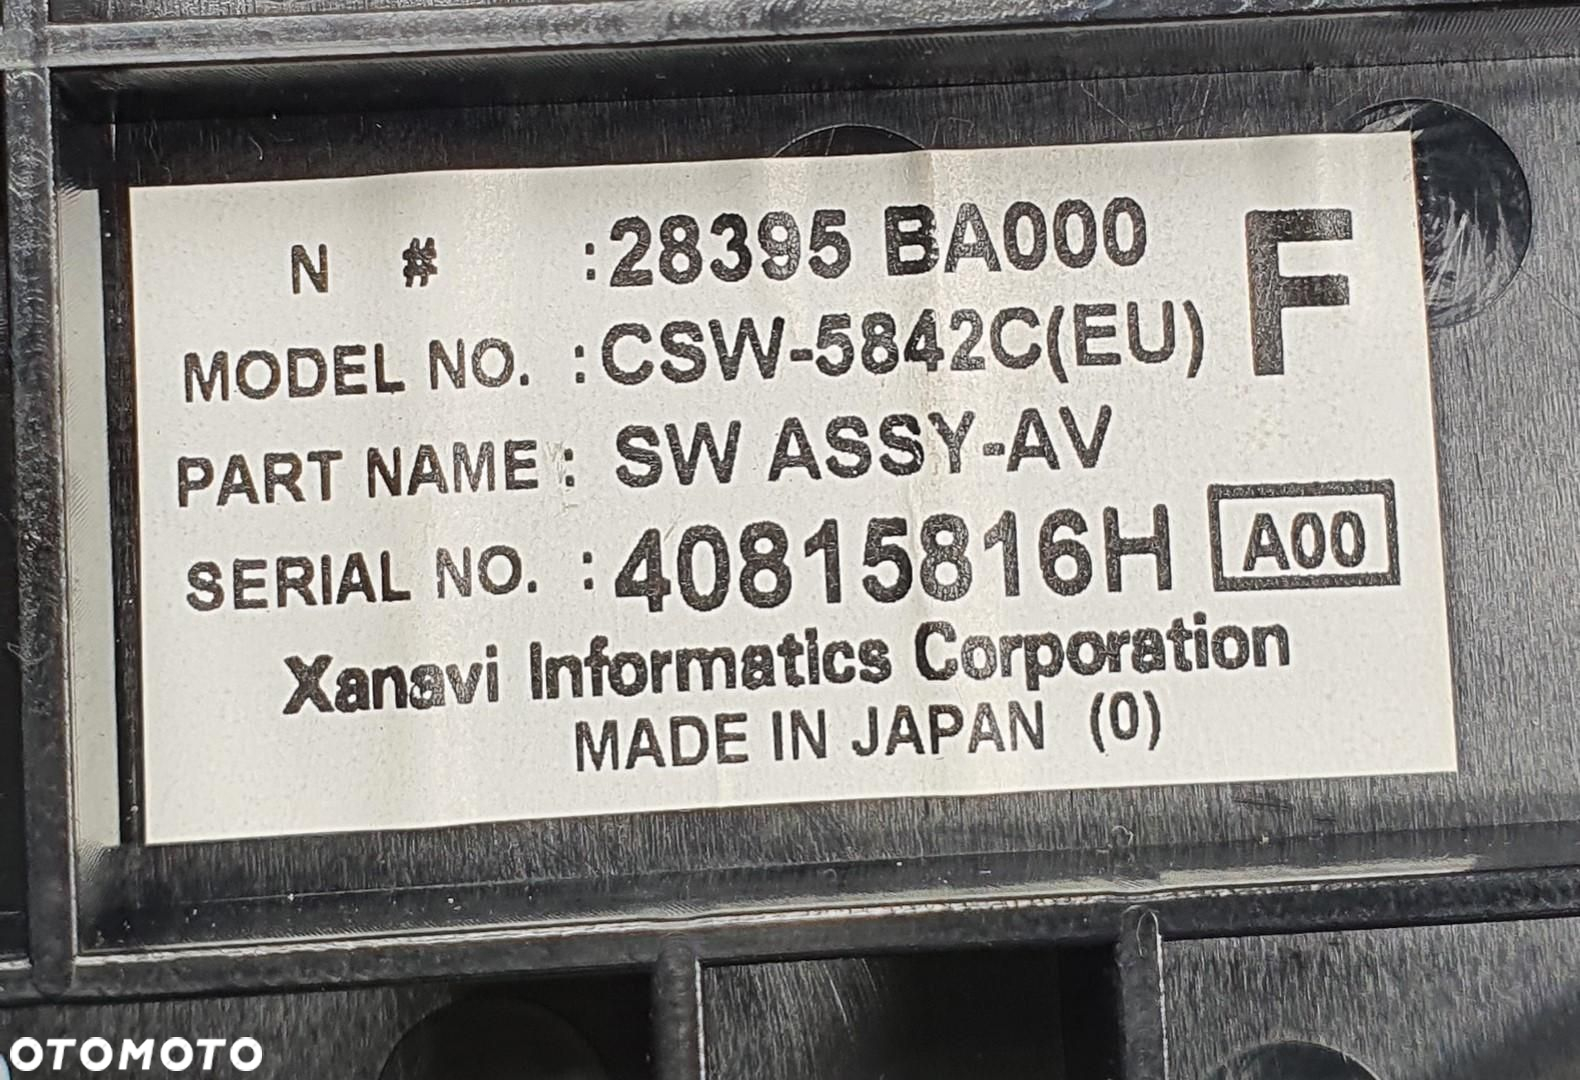 N # :28395 BA000 F
MODEL NO. :CSW-5842C(EU)
PART NAME: SW ASSY-AV
SERIAL NO. :40815816H A00
Xanavi Informatics Corporation
MADE IN JAPAN (0)
OTOMOTO